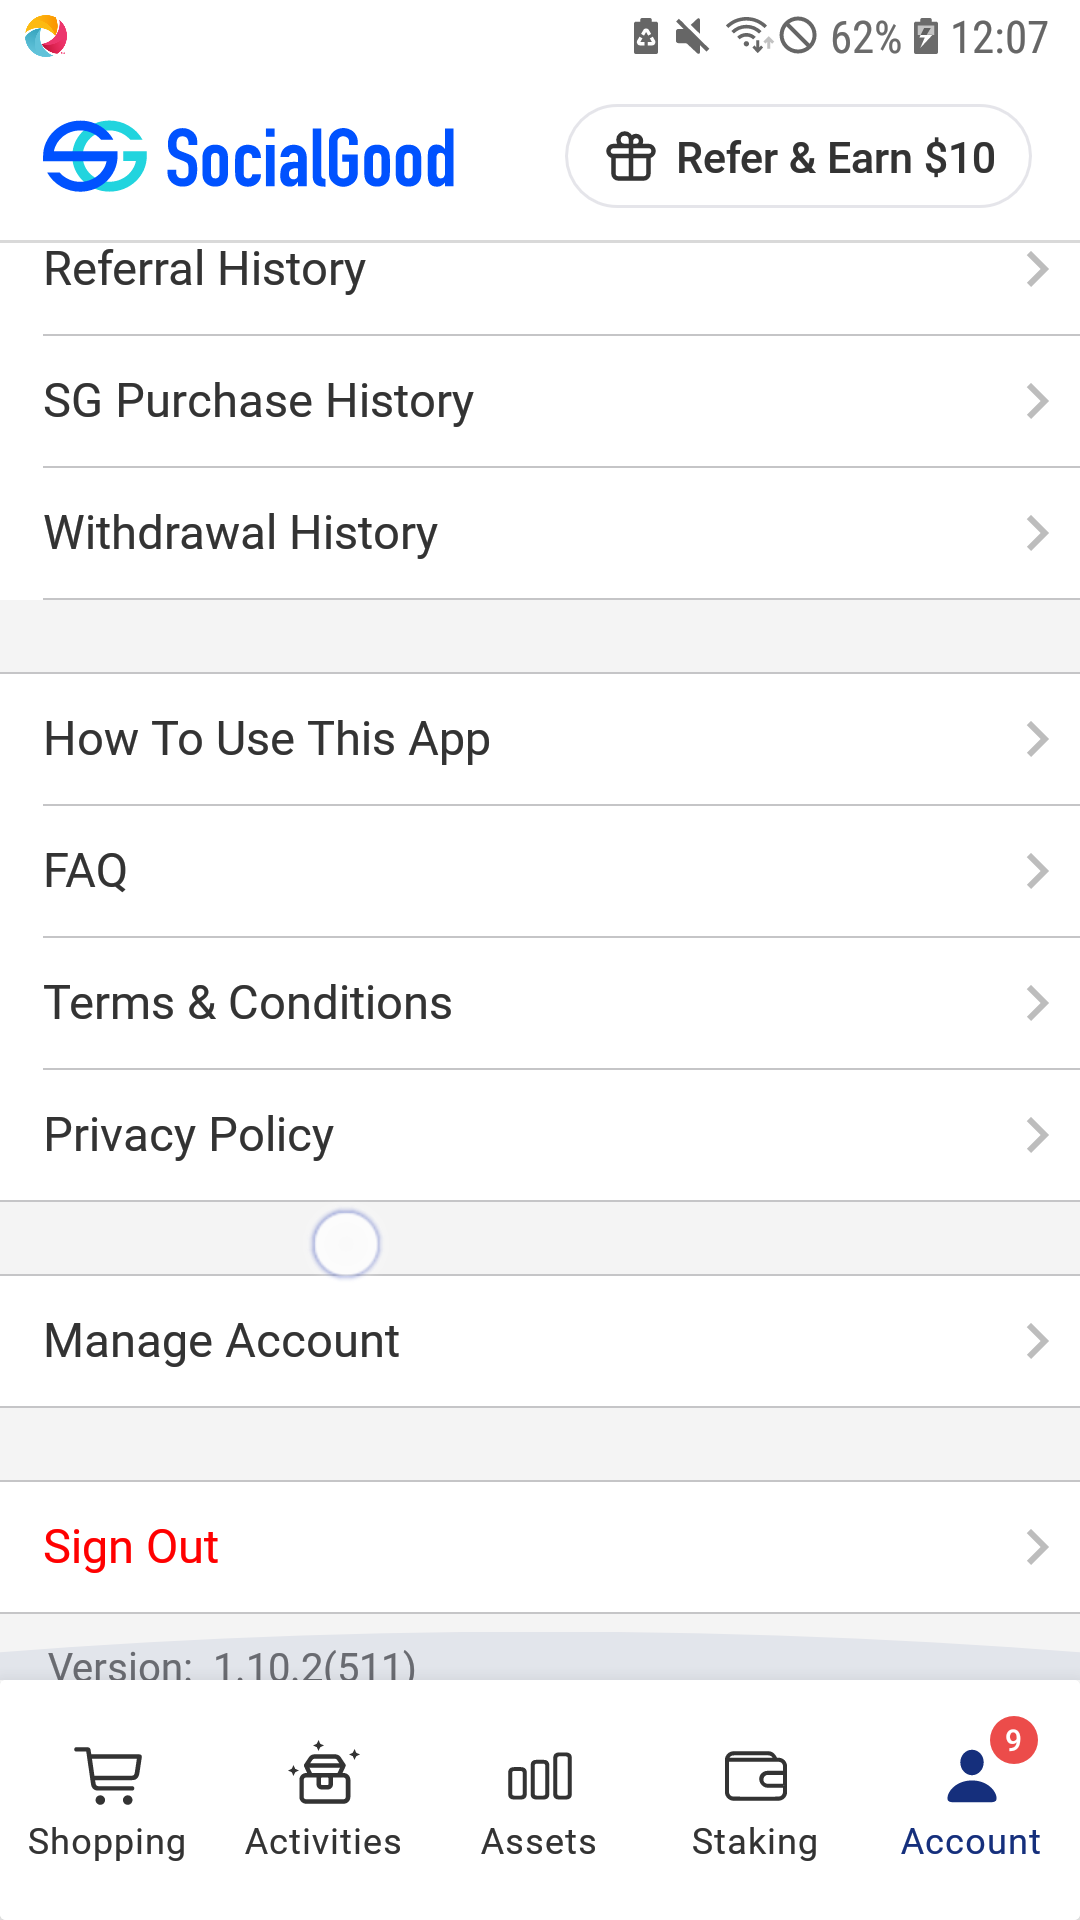 62% 12:07
SocialGood
Refer & Earn $10
Referral History
SG Purchase History
Withdrawal History
How To Use This App
FAQ
Terms & Conditions
Privacy Policy
Manage Account
Sign Out
Version: 1.10.2(511)
9
Shopping Activities Assets Staking Account